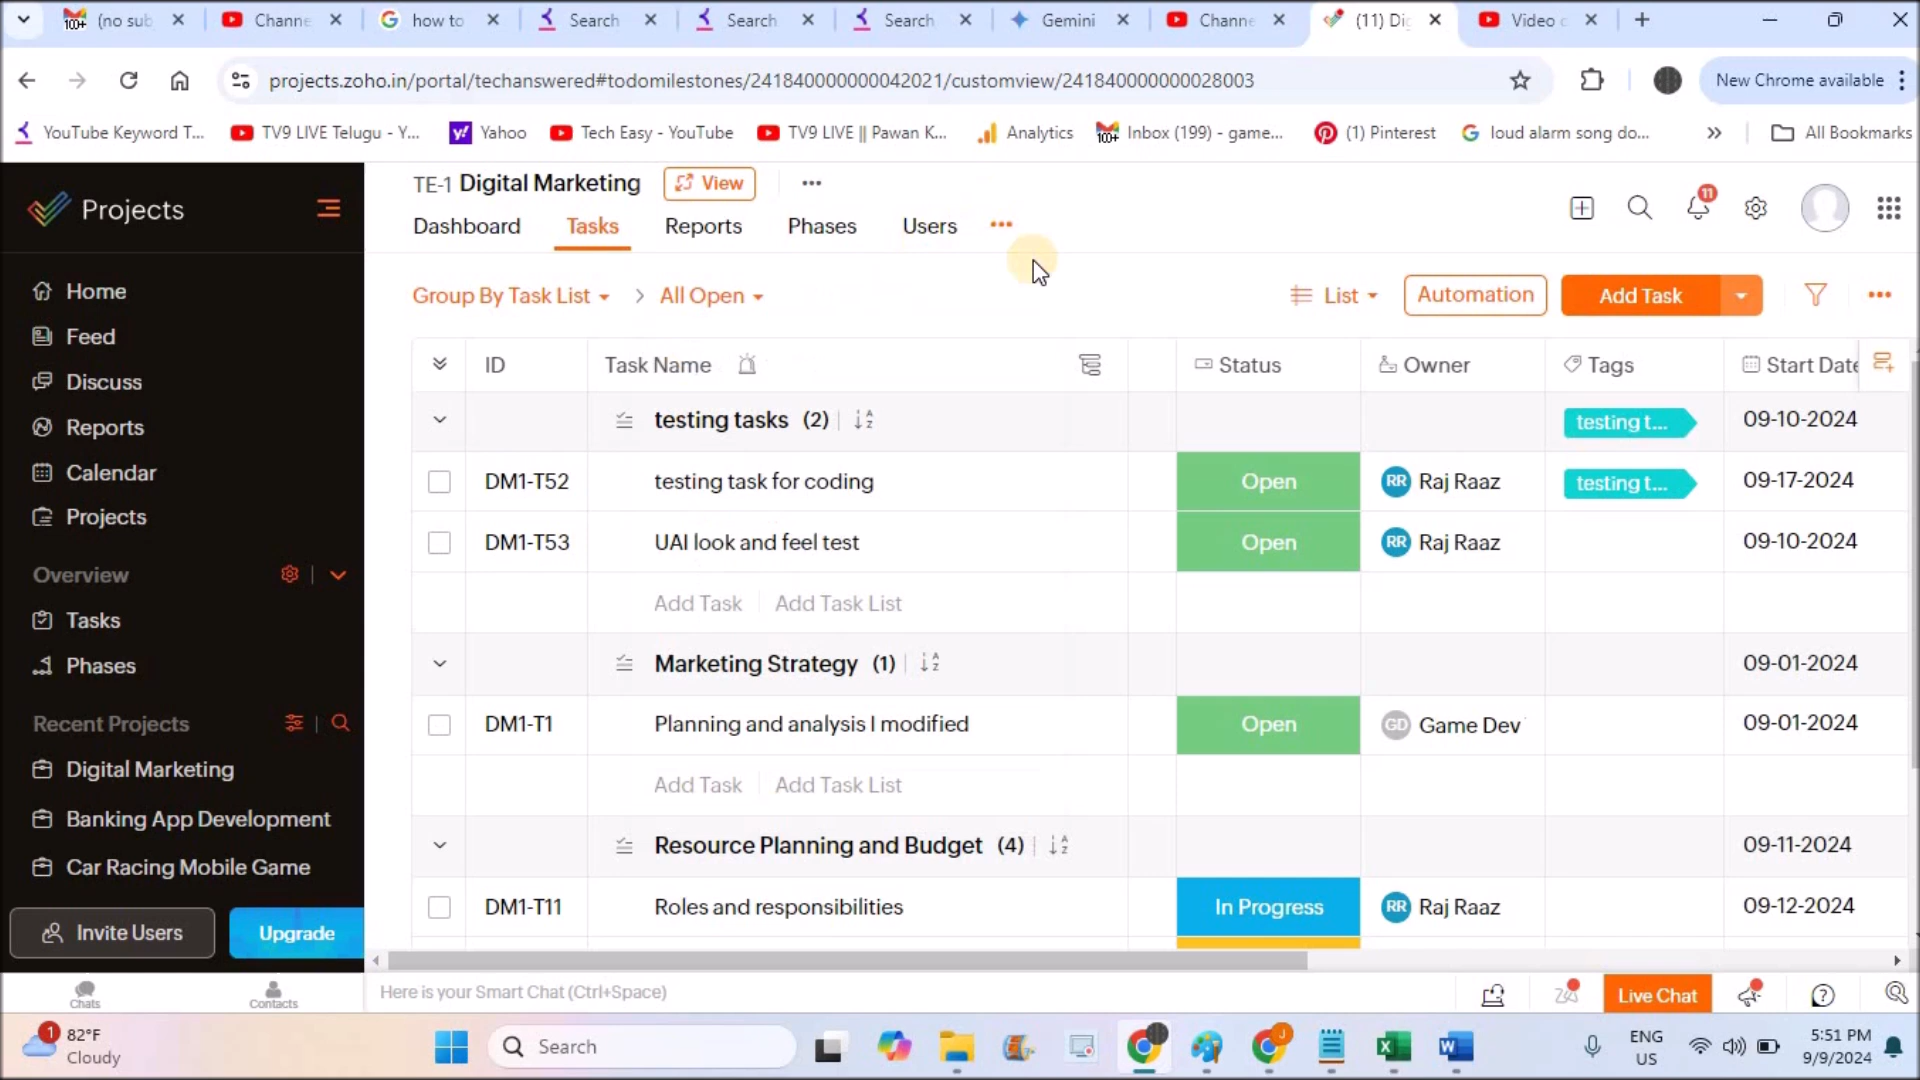 100+ (no sub
Channe
how to
Search
Search
Search
Gemini
Channe
(11) Di
Video o
projects.zoho.in/portal/techanswered#todomilestones/241840000000042021/customview/241840000000028003
New Chrome available
YouTube Keyword T...
TV9 LIVE Telugu - Y...
Yahoo
Tech Easy - YouTube
TV9 LIVE || Pawan K...
Analytics
100+ Inbox (199) - game...
(1) Pinterest
loud alarm song do...
All Bookmarks
Projects
TE-1 Digital Marketing
View
Dashboard
Tasks
Reports
Phases
Users
11
Home
Feed
Discuss
Reports
Calendar
Projects
Overview
Tasks
Phases
Recent Projects
Digital Marketing
Banking App Development
Car Racing Mobile Game
Invite Users
Upgrade
Group By Task List
All Open
List
Automation
Add Task
ID
Task Name
Status
Owner
Tags
Start Date
testing tasks (2)
testing t...
09-10-2024
DM1-T52
testing task for coding
Open
RR Raj Raaz
testing t...
09-17-2024
DM1-T53
UAI look and feel test
Open
RR Raj Raaz
09-10-2024
Add Task
Add Task List
Marketing Strategy (1)
09-01-2024
DM1-T1
Planning and analysis I modified
Open
GD Game Dev
09-01-2024
Add Task
Add Task List
Resource Planning and Budget (4)
09-11-2024
DM1-T11
Roles and responsibilities
In Progress
RR Raj Raaz
09-12-2024
Chats
Contacts
Here is your Smart Chat (Ctrl+Space)
Live Chat
1
82°F
Cloudy
Search
ENG
US
5:51 PM
9/9/2024